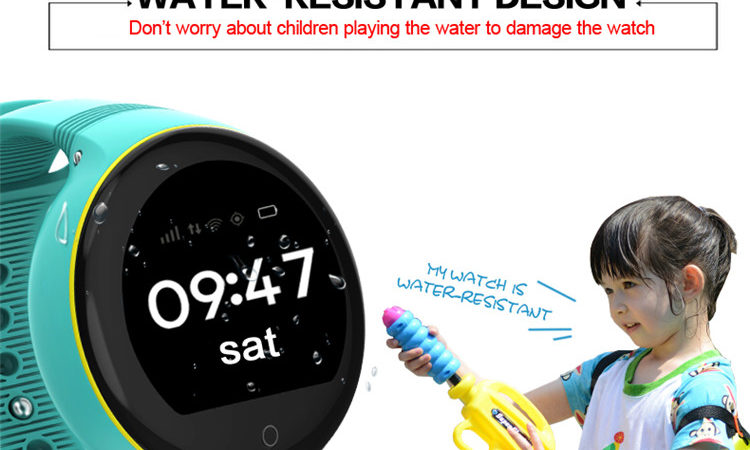 WATER RESISTANT DESIGN
Don't worry about children playing the water to damage the watch
09:47
sat
MY WATCH IS
WATER-RESISTANT